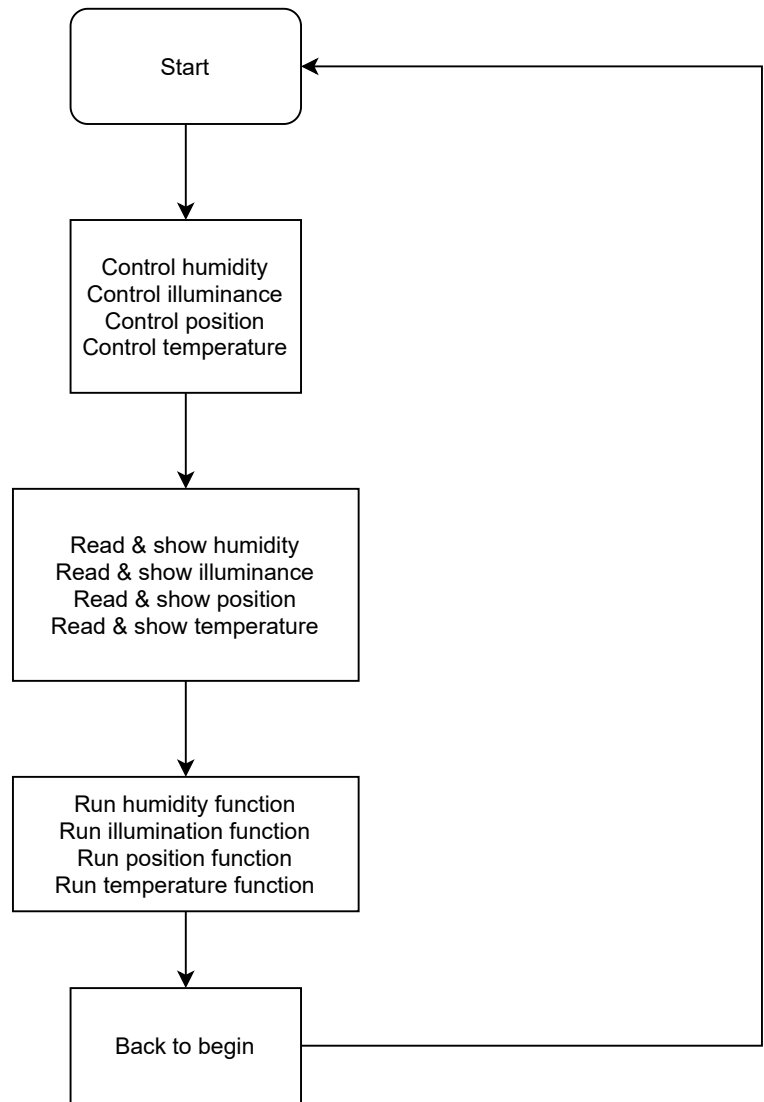 Start
Control humidity
Control illuminance
Control position
Control temperature
Read & show humidity
Read & show illuminance
Read & show position
Read & show temperature
Run humidity function
Run illumination function
Run position function
Run temperature function
Back to begin